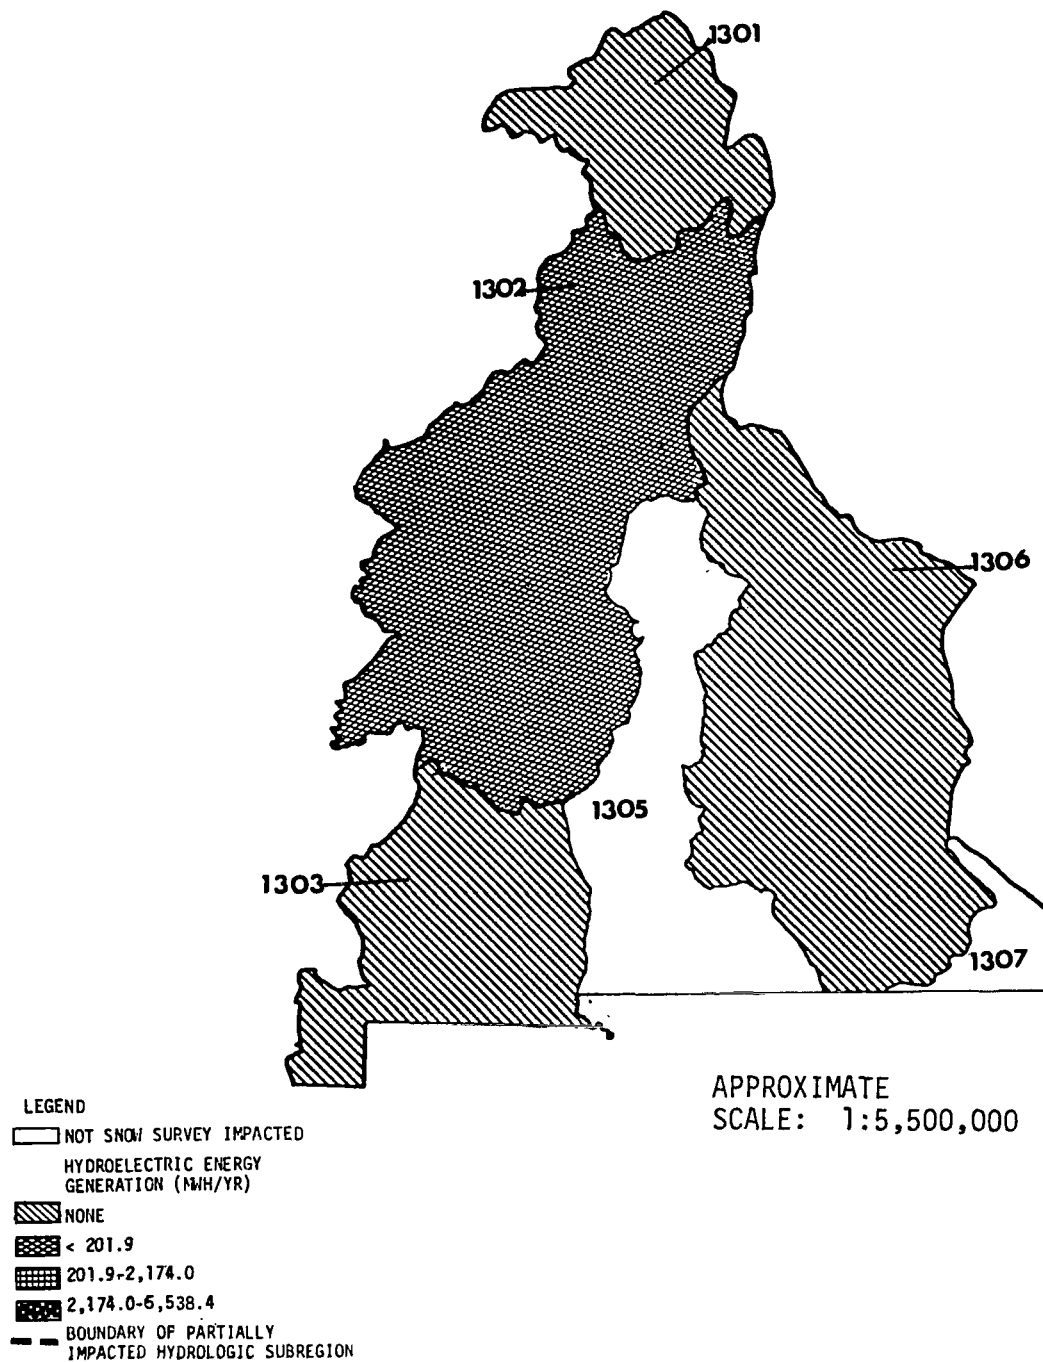 1301
1302
1306
1305
1303
1307
APPROXIMATE
SCALE: 1:5,500,000
LEGEND
NOT SNOW SURVEY IMPACTED
HYDROELECTRIC ENERGY
GENERATION (MWH/YR)
NONE
< 201.9
201.9-2,174.0
2,174.0-6,538.4
BOUNDARY OF PARTIALLY
IMPACTED HYDROLOGIC SUBREGION